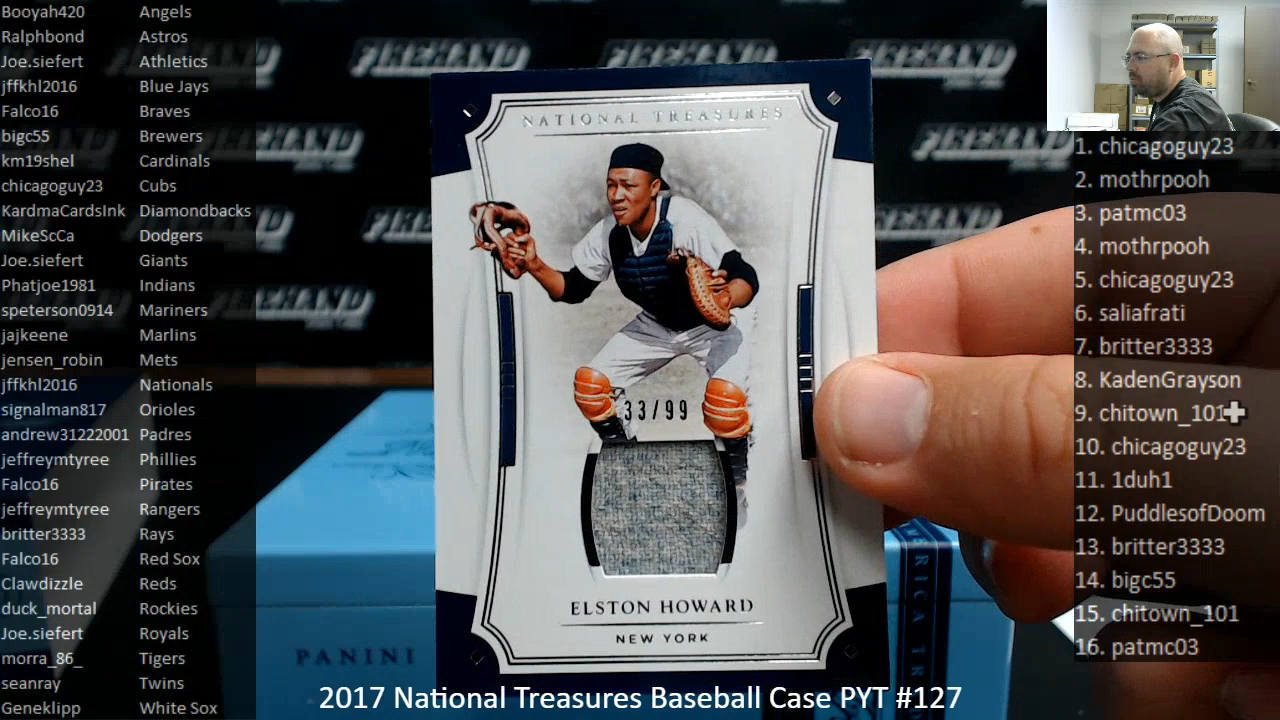 Booyah420 Angels
Ralphbond Astros
Joe.siefert Athletics
jffkhl2016 Blue Jays
Falco16 Braves
bigc55 Brewers
km19shel Cardinals
chicagoguy23 Cubs
KardmaCardsInk Diamondbacks
MikeScCa Dodgers
Joe.siefert Giants
Phatjoe1981 Indians
speterson0914 Mariners
jajkeene Marlins
jensen_robin Mets
jffkhl2016 Nationals
signalman817 Orioles
andrew31222001 Padres
jeffreymtyree Phillies
Falco16 Pirates
jeffreymtyree Rangers
britter3333 Rays
Falco16 Red Sox
Clawdizzle Reds
duck_mortal Rockies
Joe.siefert Royals
morra_86_ Tigers
seanray Twins
Geneklipp White Sox
FIREHAND
FIREHAND
FIREHAND
FIREHAND
NATIONAL TREASURES
33/99
ELSTON HOWARD
NEW YORK
PANINI
1. chicagoguy23
2. mothrpooh
3. patmc03
4. mothrpooh
5. chicagoguy23
6. saliafrati
7. britter3333
8. KadenGrayson
9. chitown_101
10. chicagoguy23
11. 1duh1
12. PuddlesofDoom
13. britter3333
14. bigc55
15. chitown_101
16. patmc03
2017 National Treasures Baseball Case PYT #127